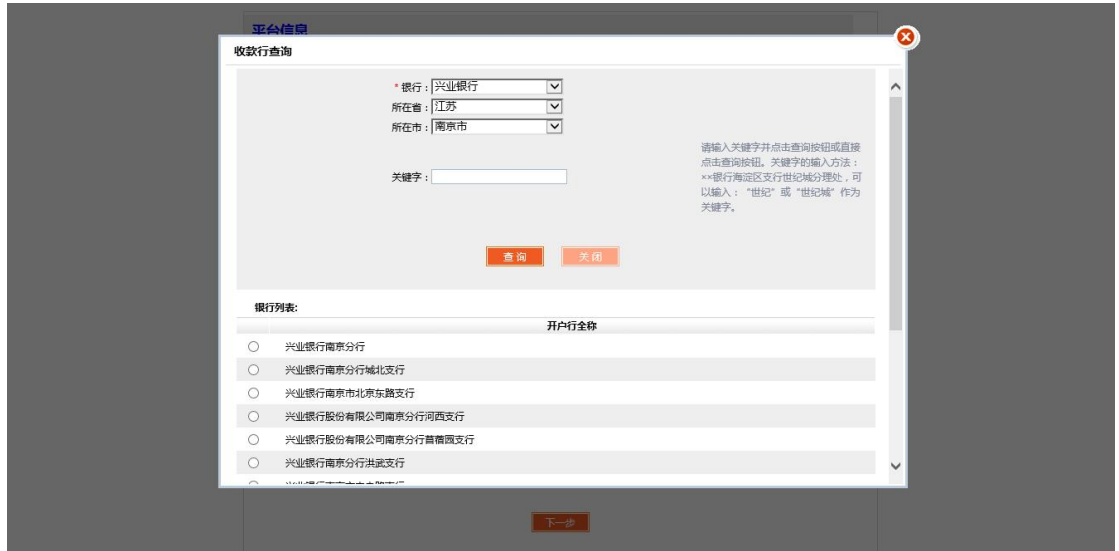 平台信息
收款行查询
*银行：兴业银行
所在省：江苏
所在市：南京市
请输入关键字并点击查询按钮或直接
点击查询按钮。关键字的输入方法：
××银行海淀区支行世纪城分理处，可
以输入：“世纪”或“世纪城”作为
关键字。
关键字：
查询 关闭
银行列表:
开户行全称
兴业银行南京分行
兴业银行南京分行城北支行
兴业银行南京市北京东路支行
兴业银行股份有限公司南京分行河西支行
兴业银行股份有限公司南京分行苜蓿园支行
兴业银行南京分行洪武支行
下一步